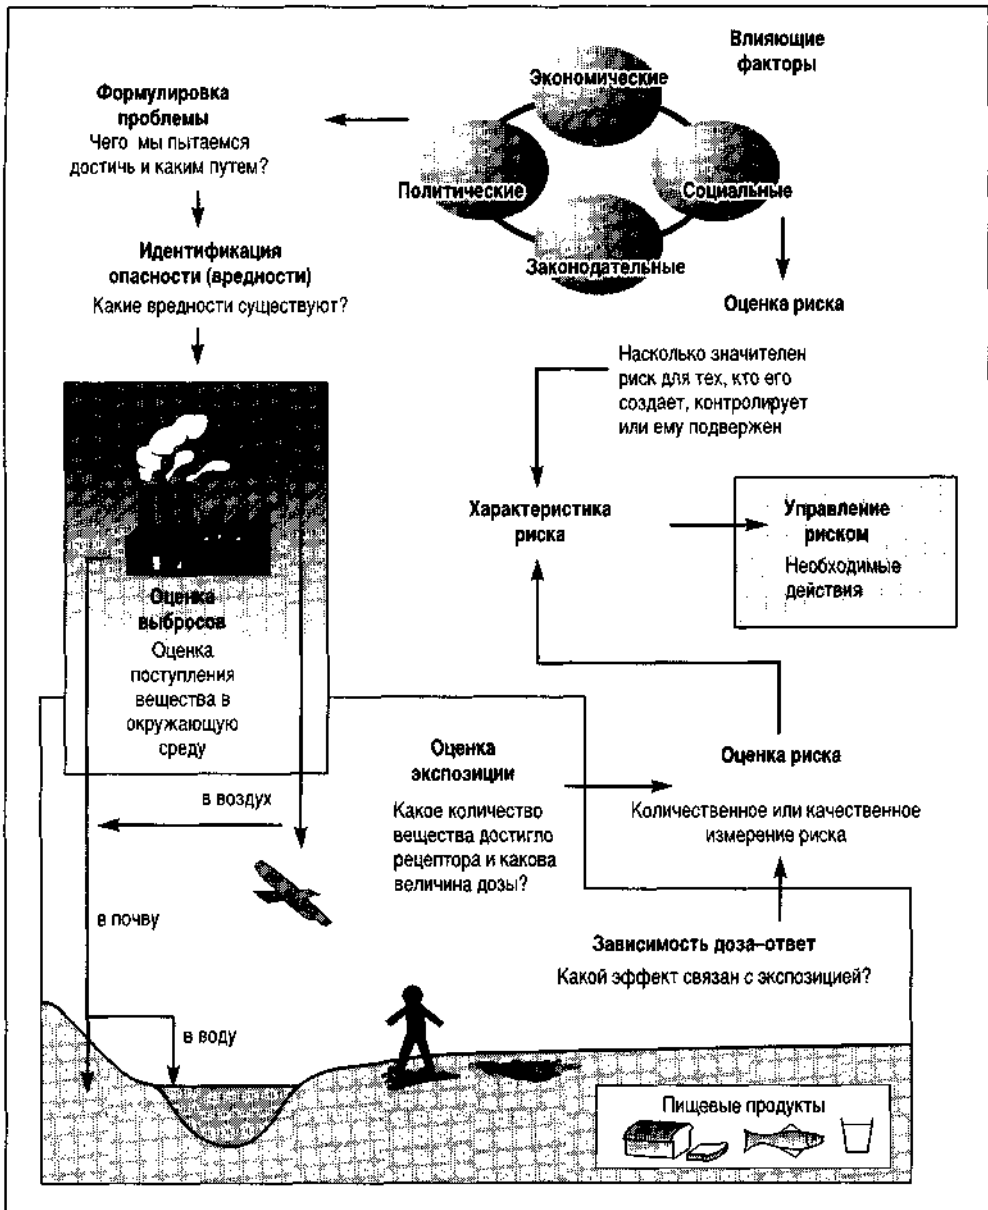 Влияющие
факторы
Экономические
Политические
Социальные
Законодательные
Формулировка
проблемы
Чего мы пытаемся
достичь и каким путем?
Идентификация
опасности (вредности)
Какие вредности существуют?
Оценка риска
Насколько значителен
риск для тех, кто его
создает, контролирует
или ему подвержен
Характеристика
риска
Управление
риском
Необходимые
действия
Оценка
выбросов
Оценка
поступления
вещества в
окружающую
среду
Оценка
экспозиции
Какое количество
вещества достигло
рецептора и какова
величина дозы?
Оценка риска
Количественное или качественное
измерение риска
в воздух
в почву
Зависимость доза–ответ
Какой эффект связан с экспозицией?
в воду
Пищевые продукты